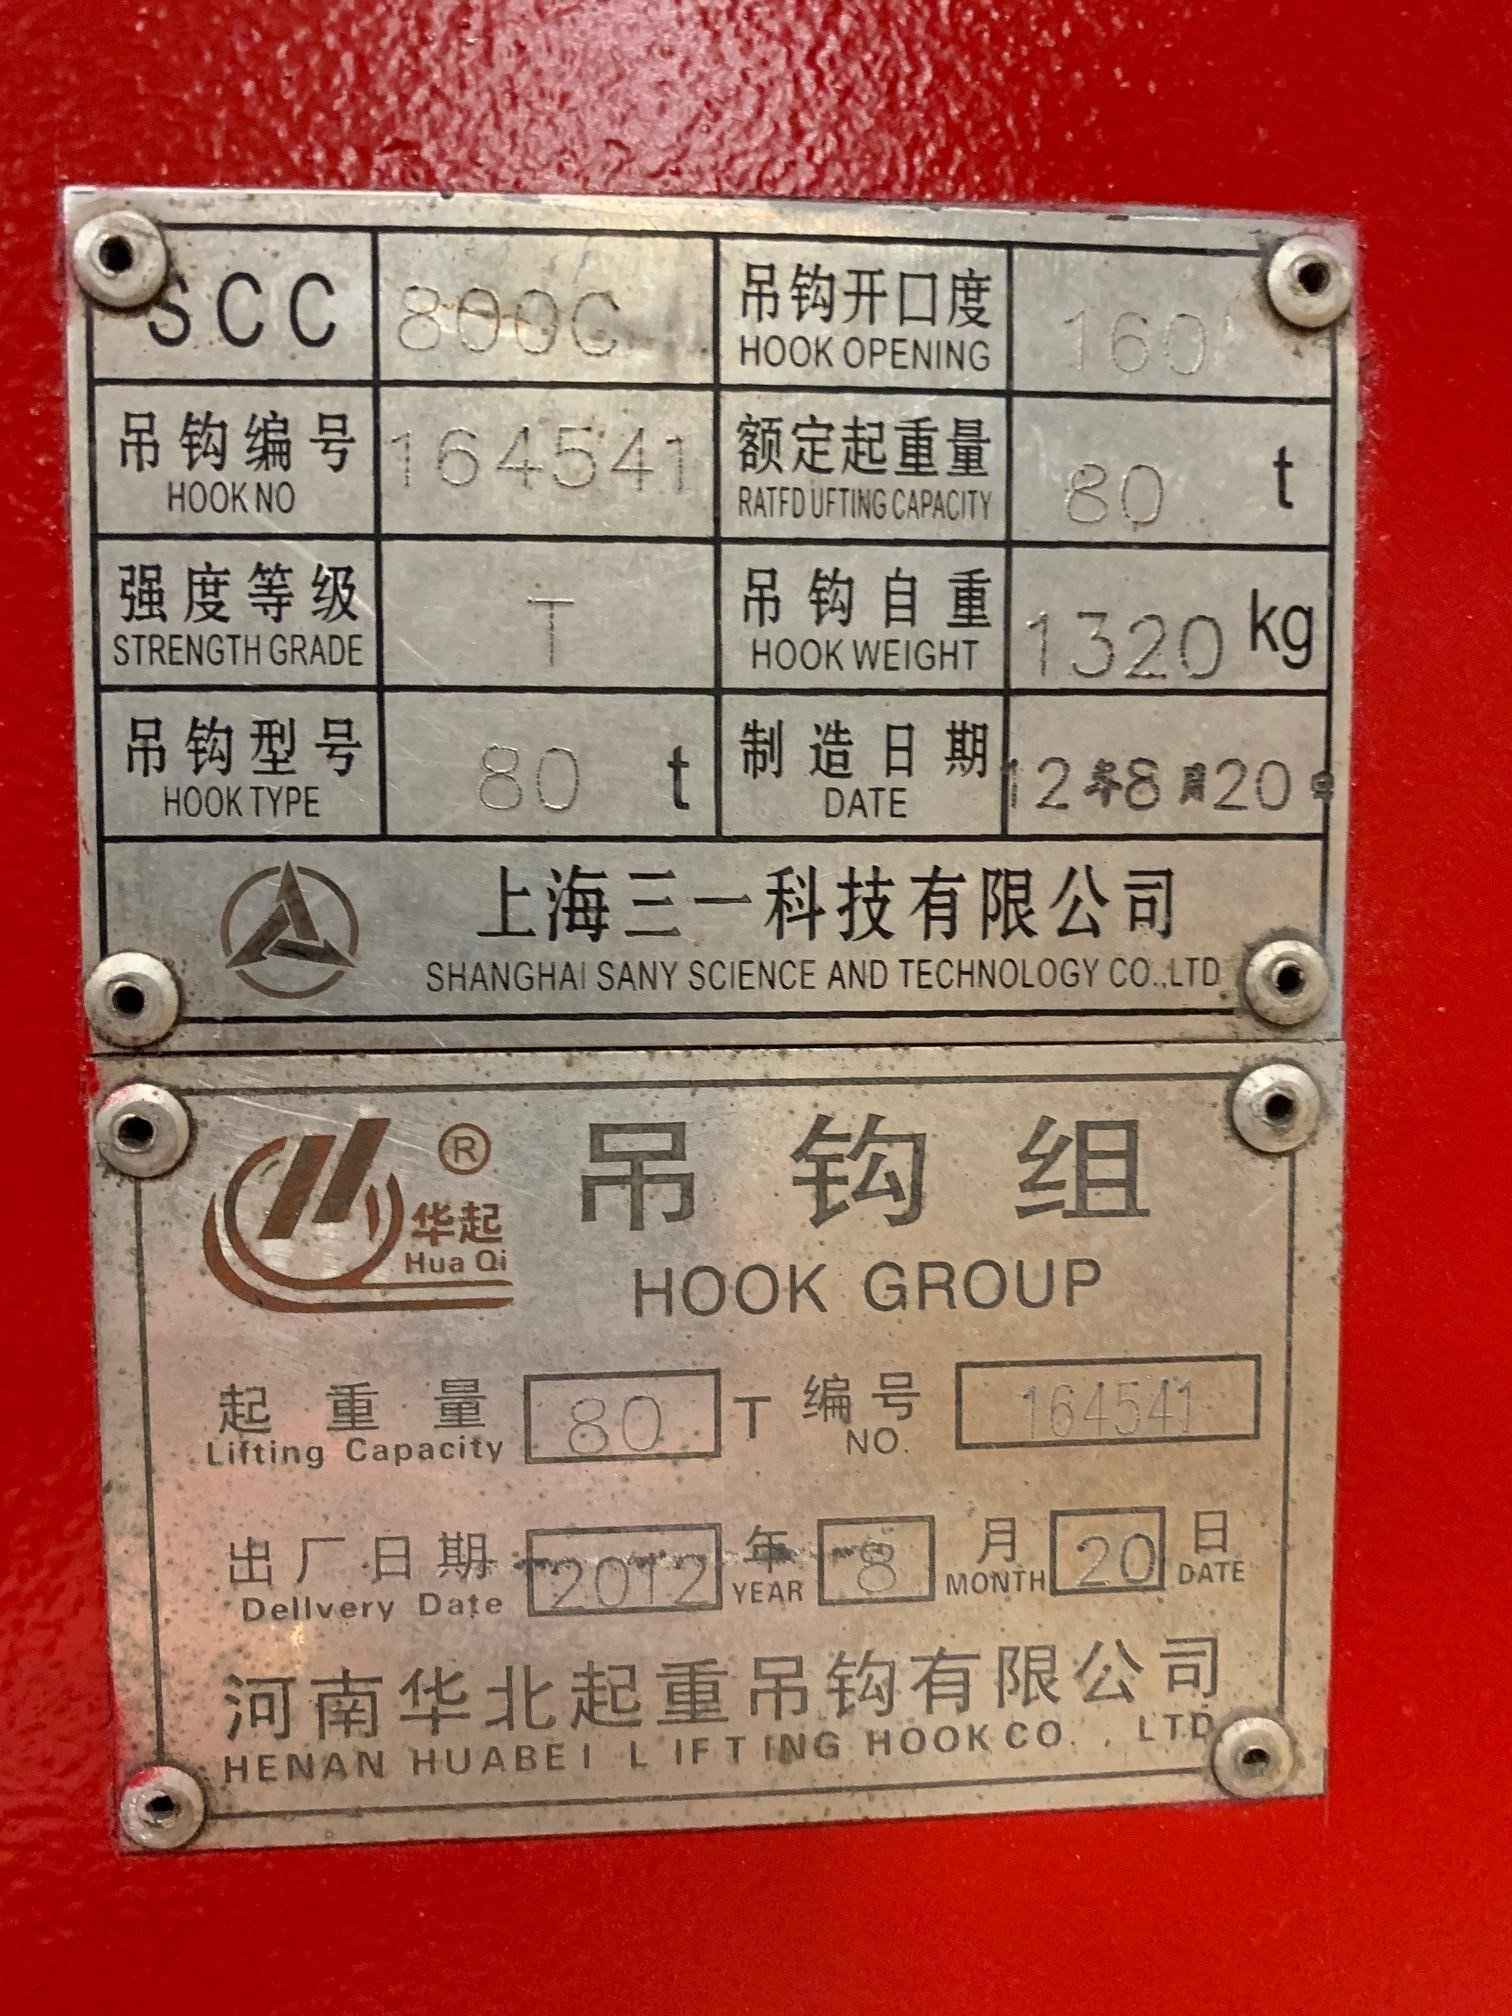 SCC 800C 吊钩开口度 160
HOOK OPENING
吊钩编号 164541 额定起重量 80 t
HOOK NO RATFD UFTING CAPACITY
强度等级 T 吊钩自重 1320 kg
STRENGTH GRADE HOOK WEIGHT
吊钩型号 80 t 制造日期 12年8月20日
HOOK TYPE DATE
上海三一科技有限公司
SHANGHAI SANY SCIENCE AND TECHNOLOGY CO.,LTD
® 吊钩组
华起
Hua Qi HOOK GROUP
起重量 80 T 编号 164541
Lifting Capacity NO.
出厂日期 2012 年 8 月 20 日
Dellvery Date YEAR MONTH DATE
河南华北起重吊钩有限公司
HENAN HUABEI LIFTING HOOK CO., LTD